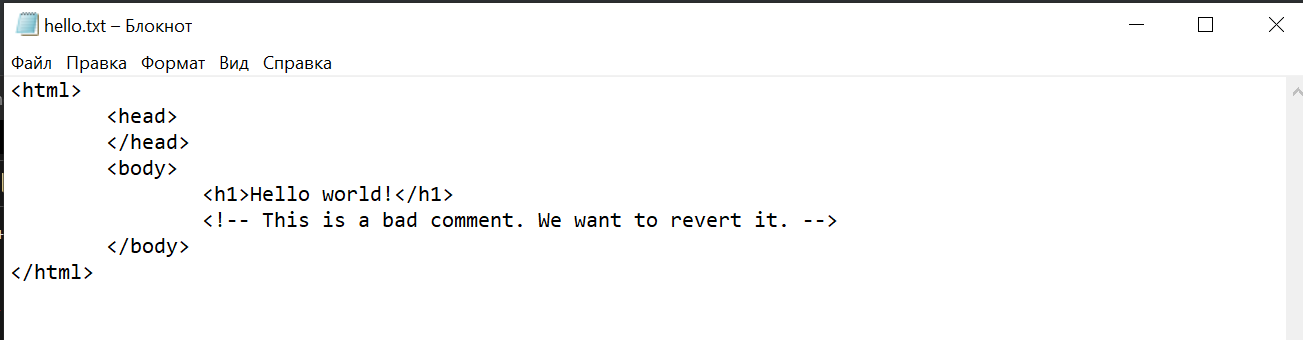 hello.txt – Блокнот
Файл Правка Формат Вид Справка
<html>
        <head>
        </head>
        <body>
                <h1>Hello world!</h1>
                <!-- This is a bad comment. We want to revert it. -->
        </body>
</html>